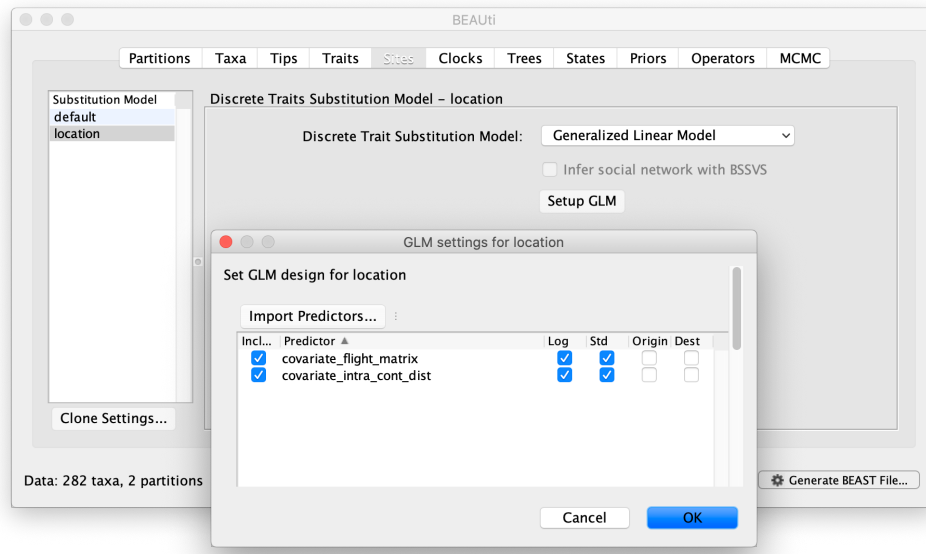 BEAUti
Partitions Taxa Tips Traits Sites Clocks Trees States Priors Operators MCMC
Substitution Model
default
location
Discrete Traits Substitution Model – location
Discrete Trait Substitution Model: Generalized Linear Model
Infer social network with BSSVS
Setup GLM
GLM settings for location
Set GLM design for location
Import Predictors...
Incl... Predictor Log Std Origin Dest
covariate_flight_matrix
covariate_intra_cont_dist
Clone Settings...
Data: 282 taxa, 2 partitions
Generate BEAST File...
Cancel OK